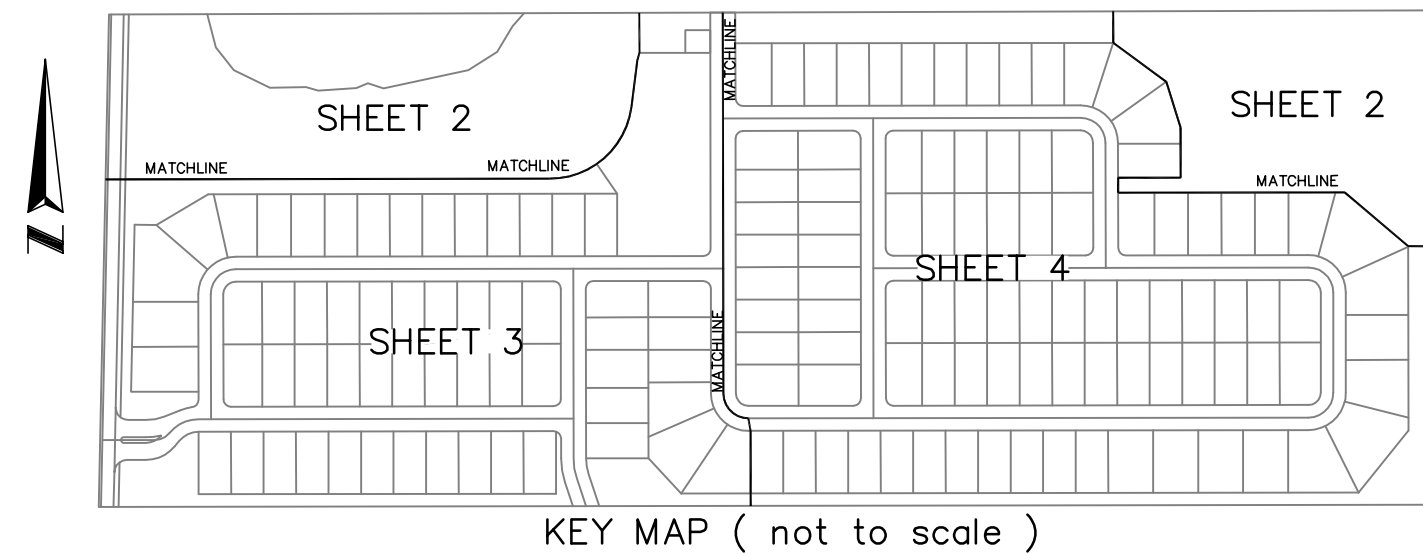 MATCHLINE
SHEET 2
SHEET 2
MATCHLINE
MATCHLINE
MATCHLINE
N
SHEET 4
SHEET 3
MATCHLINE
KEY MAP ( not to scale )